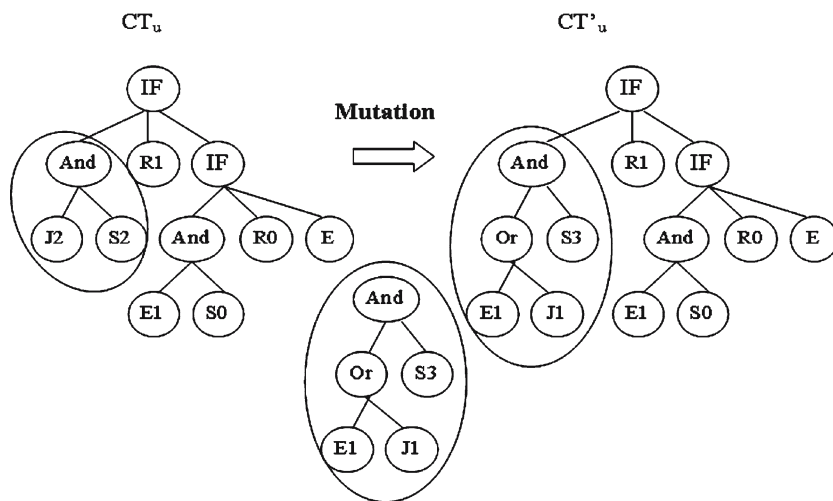 CTu CT’u
IF IF
Mutation
And R1 IF And R1 IF
J2 S2 And R0 E Or S3 And R0 E
E1 S0 E1 J1 E1 S0
And
Or S3
E1 J1